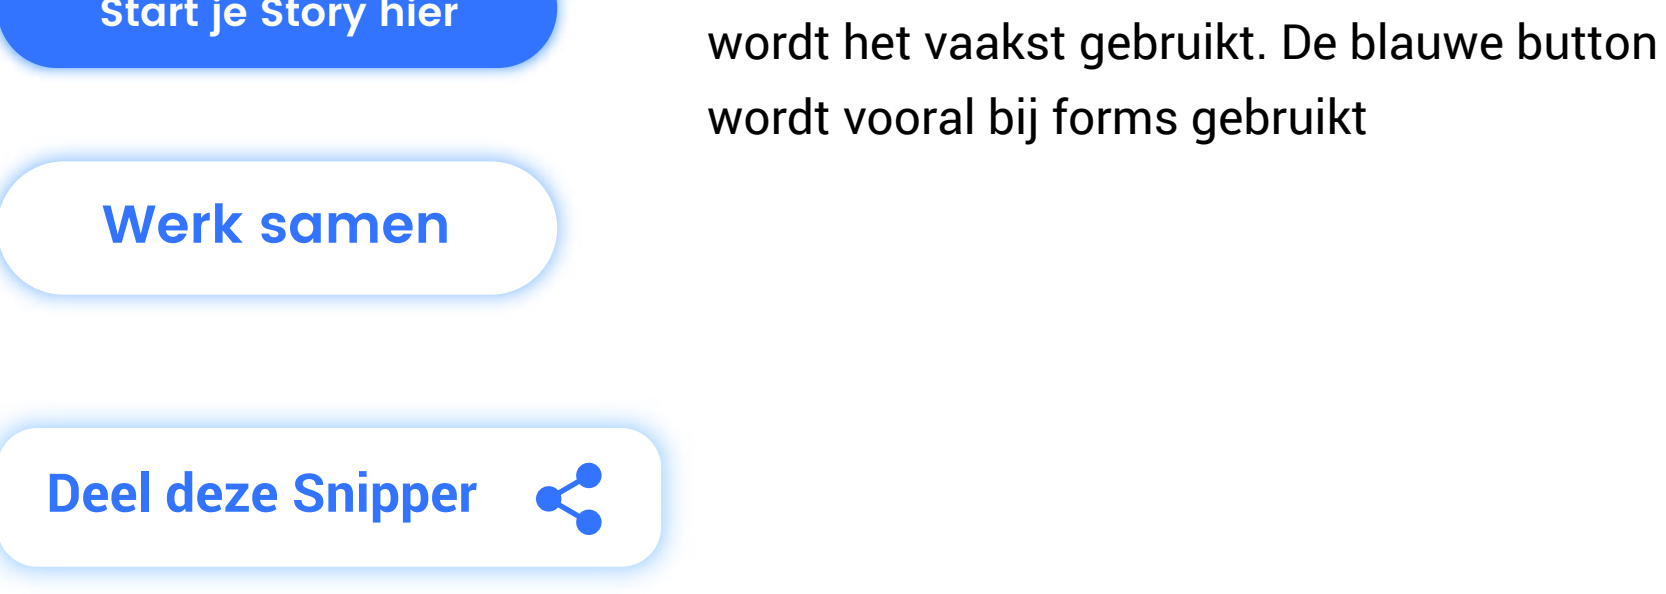 Start je Story hier
wordt het vaakst gebruikt. De blauwe button
wordt vooral bij forms gebruikt
Werk samen
Deel deze Snipper